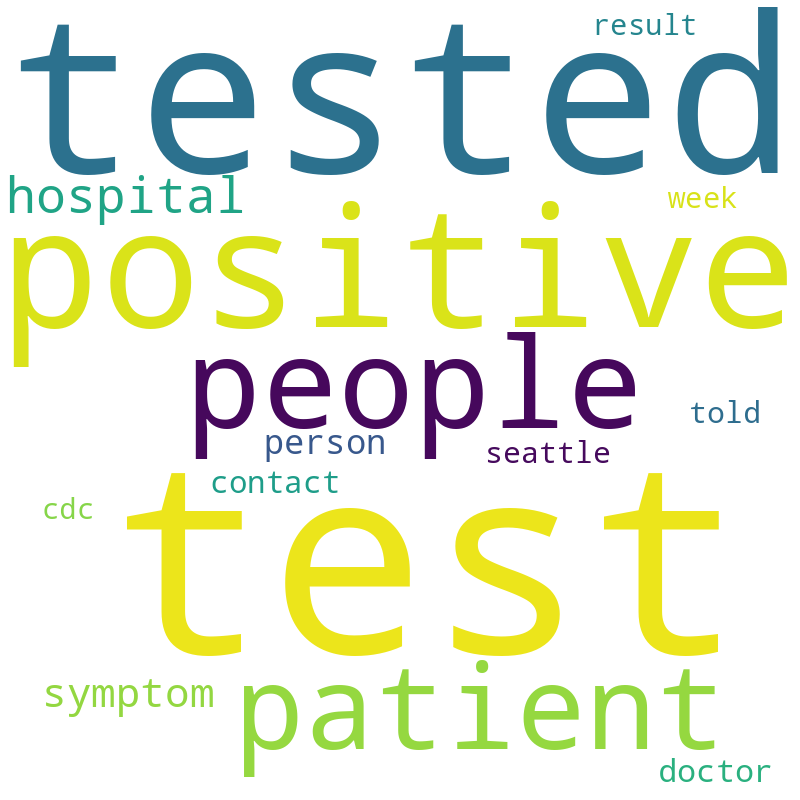 result
tested
hospital
week
positive
people
told
person
seattle
contact
cdc
test
symptom
patient
doctor